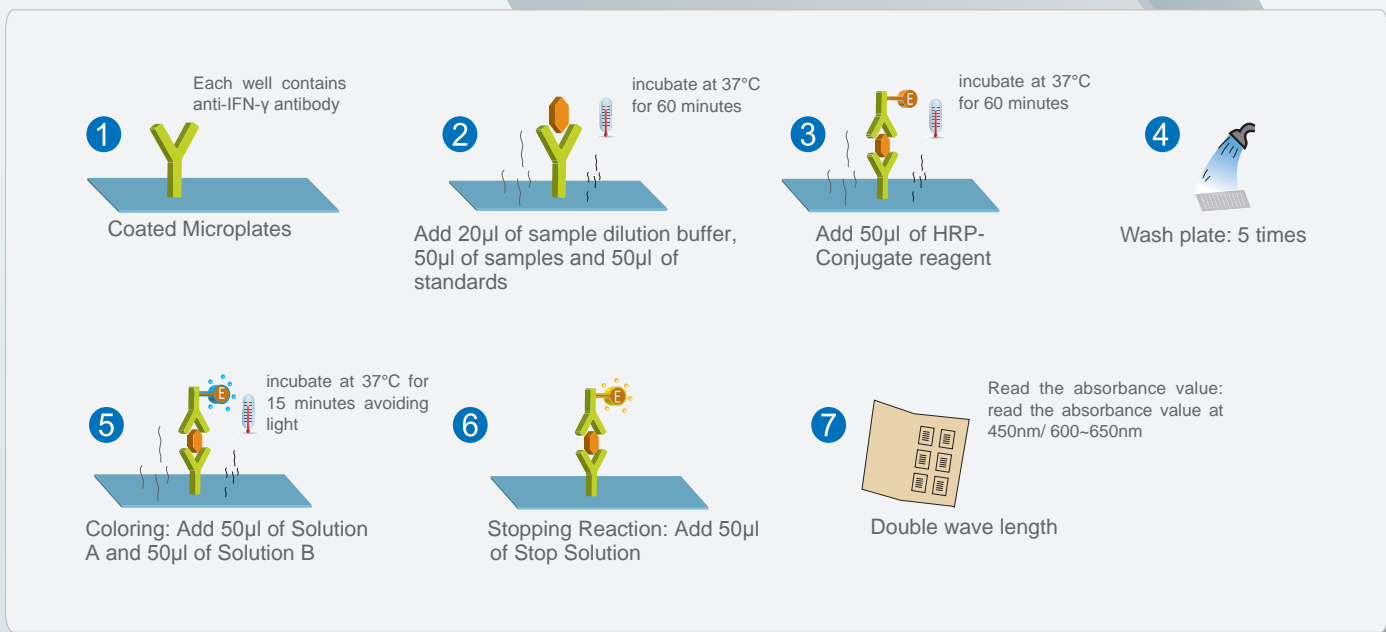 1
Each well contains
anti-IFN-γ antibody
Coated Microplates
2
incubate at 37°C
for 60 minutes
Add 20μl of sample dilution buffer,
50μl of samples and 50μl of
standards
3
E
incubate at 37°C
for 60 minutes
Add 50μl of HRP-
Conjugate reagent
4
Wash plate: 5 times
5
E
incubate at 37°C for
15 minutes avoiding
light
Coloring: Add 50μl of Solution
A and 50μl of Solution B
6
E
Stopping Reaction: Add 50μl
of Stop Solution
7
Read the absorbance value:
read the absorbance value at
450nm/ 600~650nm
Double wave length